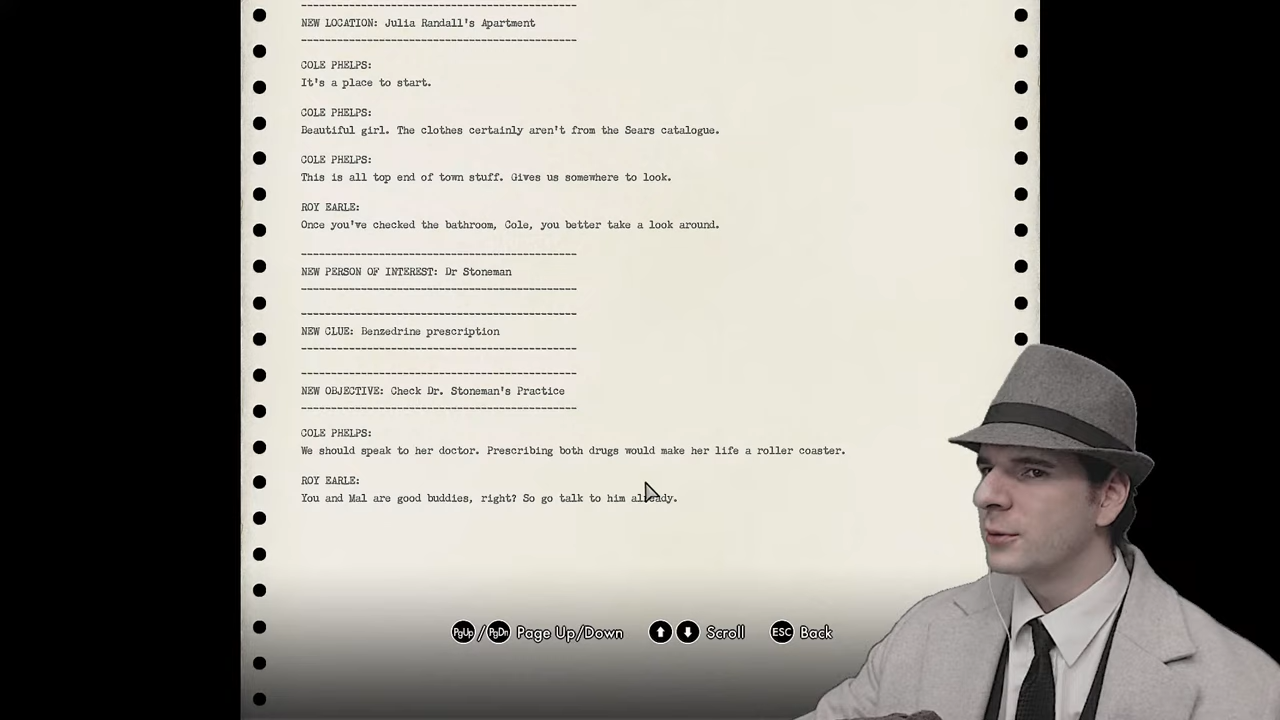 NEW LOCATION: Julia Randall's Apartment
COLE PHELPS:
It's a place to start.
COLE PHELPS:
Beautiful girl. The clothes certainly aren't from the Sears catalogue.
COLE PHELPS:
This is all top end of town stuff. Gives us somewhere to look.
ROY EARLE:
Once you've checked the bathroom, Cole, you better take a look around.
NEW PERSON OF INTEREST: Dr Stoneman
NEW CLUE: Benzedrine prescription
NEW OBJECTIVE: Check Dr. Stoneman's Practice
COLE PHELPS:
We should speak to her doctor. Prescribing both drugs would make her life a roller coaster.
ROY EARLE:
You and Mal are good buddies, right? So go talk to him already.
PgUp / PgDn Page Up/Down Scroll ESC Back